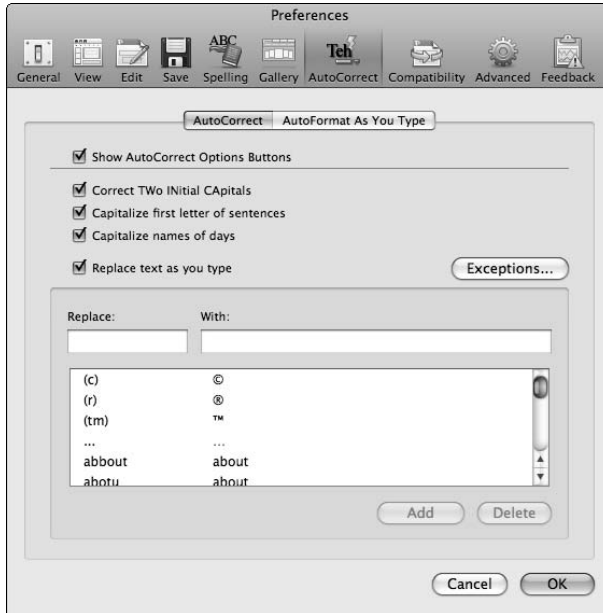 Preferences
ABC
Teh
General View Edit Save Spelling Gallery AutoCorrect Compatibility Advanced Feedback
AutoCorrect AutoFormat As You Type
Show AutoCorrect Options Buttons
Correct TWo INitial CApitals
Capitalize first letter of sentences
Capitalize names of days
Replace text as you type Exceptions...
Replace: With:
(c) ©
(r) ®
(tm) ™
... ...
abbout about
abotu about
Add Delete
Cancel OK